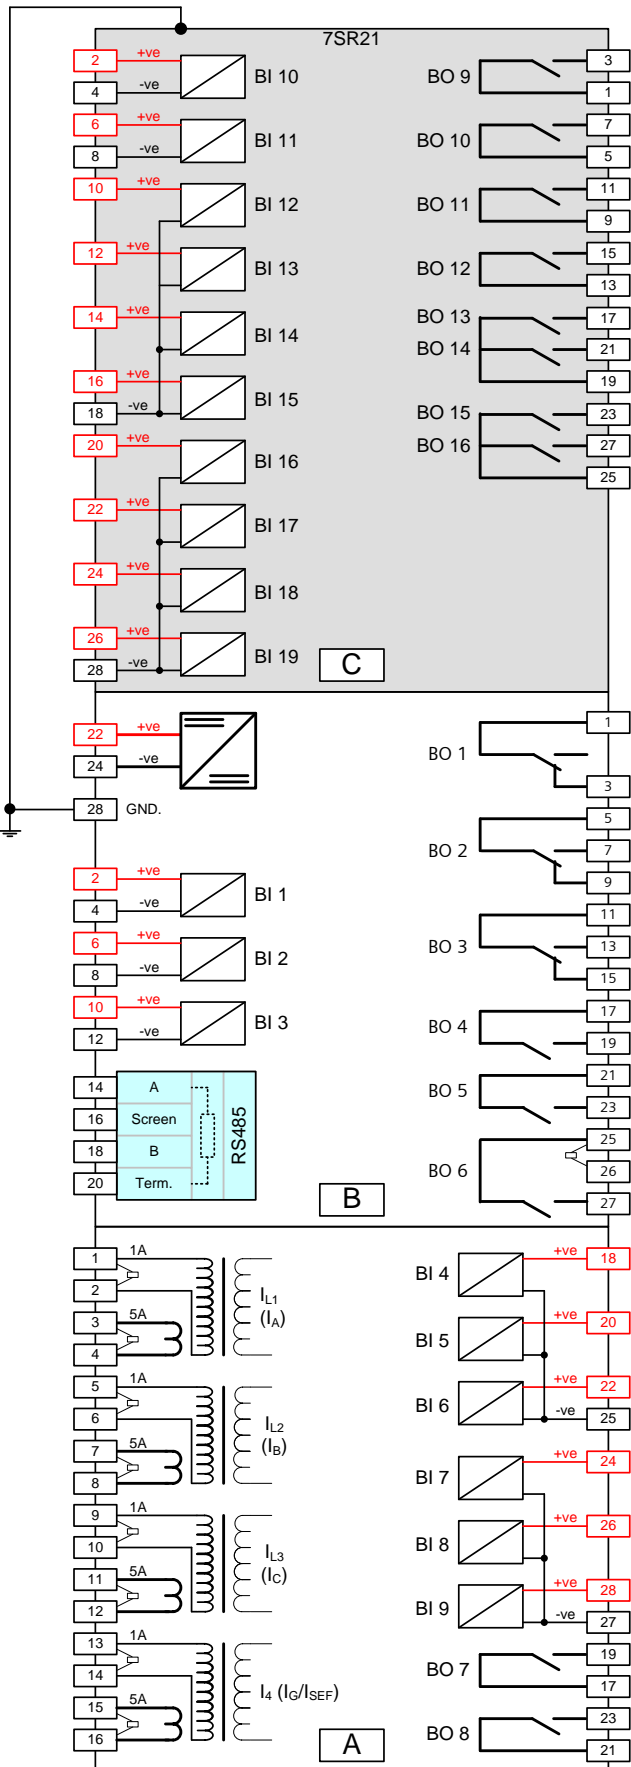 7SR21
2 +ve BI 10 BO 9 3
4 -ve 1
6 +ve BI 11 BO 10 7
8 -ve 5
10 +ve BI 12 BO 11 11
9
12 +ve BI 13 BO 12 15
13
14 +ve BI 14 BO 13 17
BO 14 21
16 +ve BI 15 19
18 -ve BO 15 23
20 +ve BI 16 BO 16 27
25
22 +ve BI 17
24 +ve BI 18
26 +ve BI 19
28 -ve C
22 +ve BO 1 1
24 -ve 3
28 GND.
BO 2 5
7
9
2 +ve BI 1
4 -ve
BO 3 11
6 +ve BI 2 13
8 -ve 15
10 +ve BI 3 BO 4 17
12 -ve 19
14 A RS485 BO 5 21
16 Screen 23
18 B BO 6 25
20 Term. 26
B 27
1 1A BI 4 +ve 18
2 IL1
3 5A (IA) BI 5 +ve 20
4
5 1A BI 6 +ve 22
6 IL2 -ve 25
7 5A (IB) BI 7 +ve 24
8
9 1A BI 8 +ve 26
10 IL3
11 5A (IC) BI 9 +ve 28
12 -ve 27
13 1A BO 7 19
14 I4 (IG/ISEF) 17
15 5A BO 8 23
16 A 21